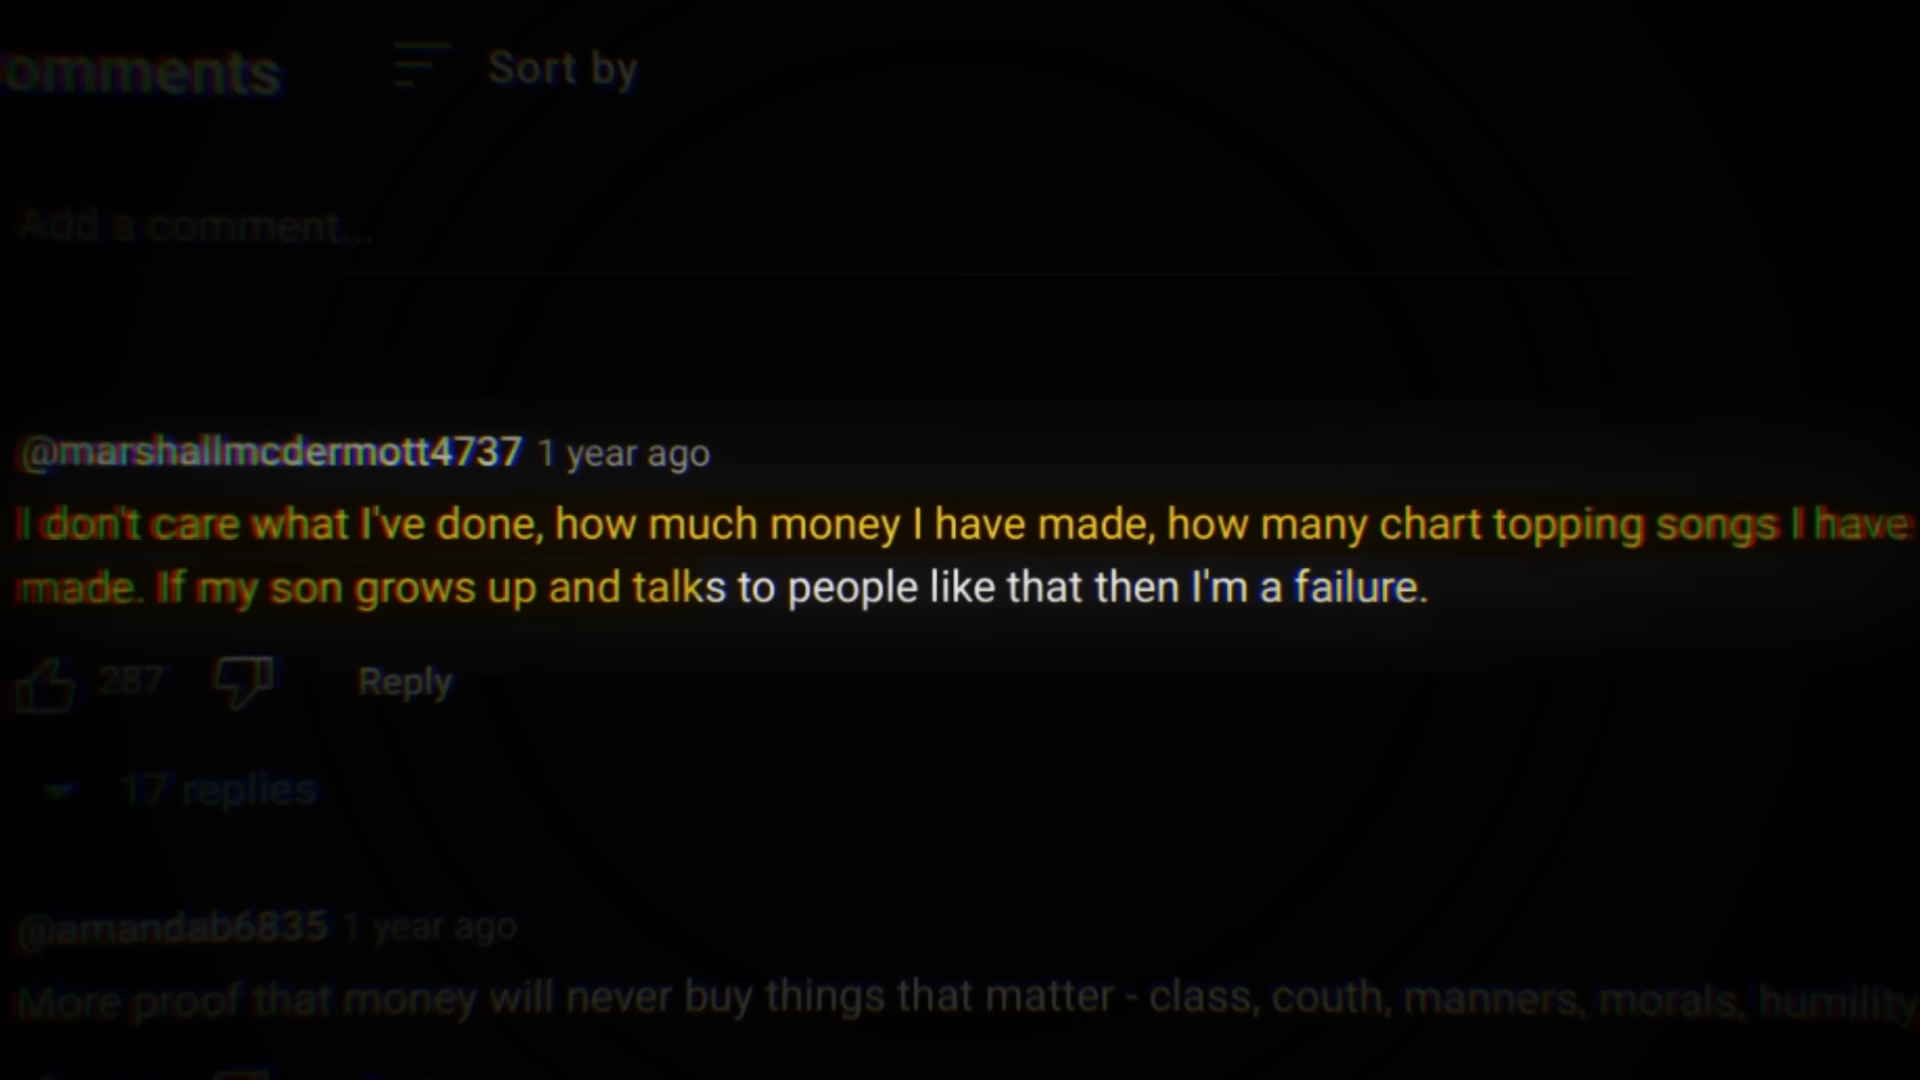 omments
Sort by
Add a comment...
@marshallmcdermott4737 1 year ago
I don't care what I've done, how much money I have made, how many chart topping songs I have
made. If my son grows up and talks to people like that then I'm a failure.
287
Reply
17 replies
@amandab6835 1 year ago
More proof that money will never buy things that matter - class, couth, manners, morals, humility